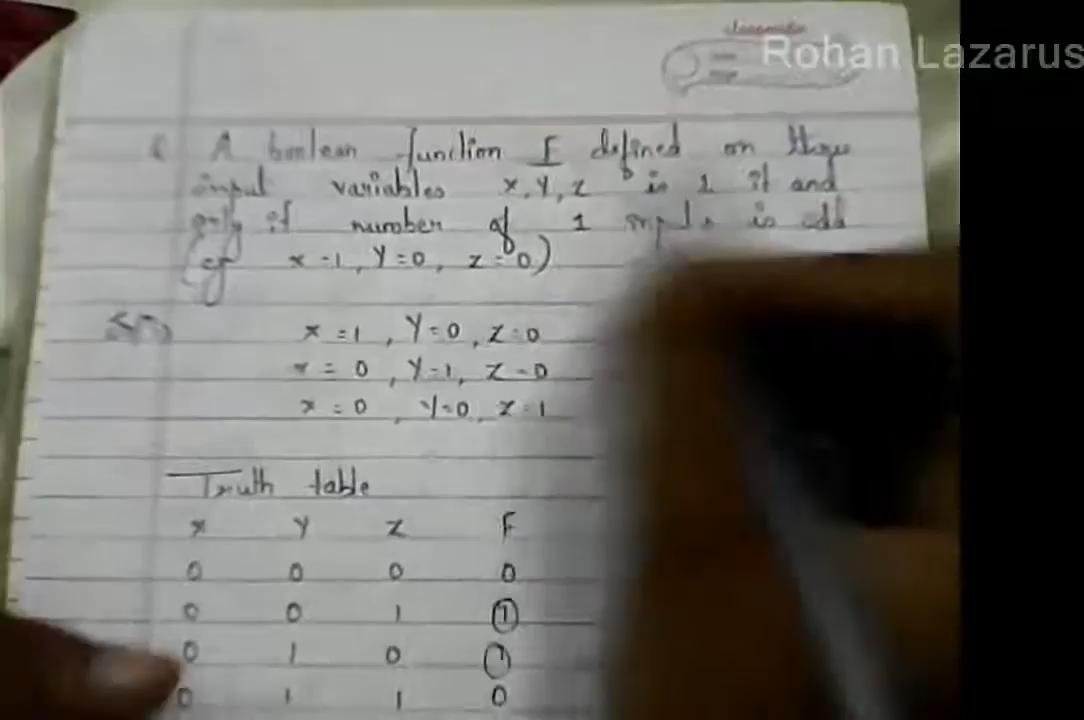 Rohan Lazarus
A boolean function F defined on three
input variables X, Y, Z is 1 if and
only if number of 1 inputs is odd
(if x=1, Y=0, z=0)
x=1, Y=0, Z=0
x=0, Y=1, Z=0
x=0, Y=0, Z=1
Truth table
x Y Z F
0 0 0 0
0 0 1 1
0 1 0 1
0 1 1 0